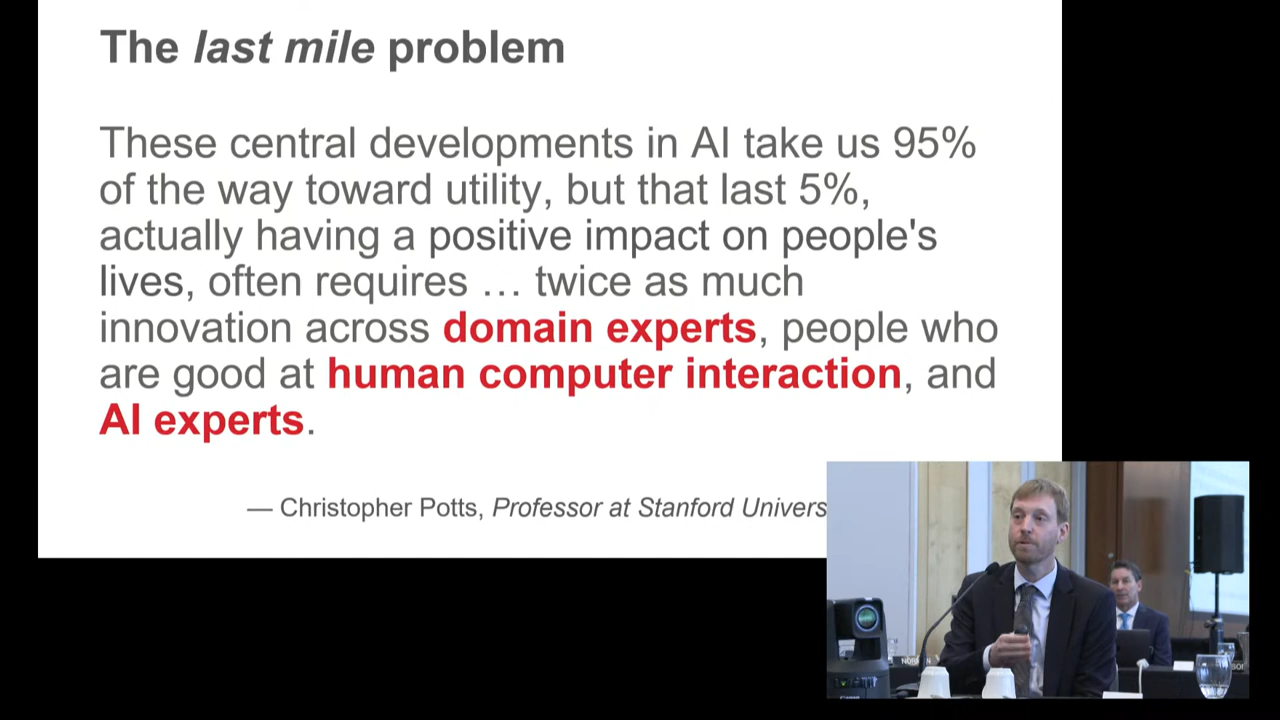 The last mile problem
These central developments in AI take us 95%
of the way toward utility, but that last 5%,
actually having a positive impact on people's
lives, often requires … twice as much
innovation across domain experts, people who
are good at human computer interaction, and
AI experts.
— Christopher Potts, Professor at Stanford Univers